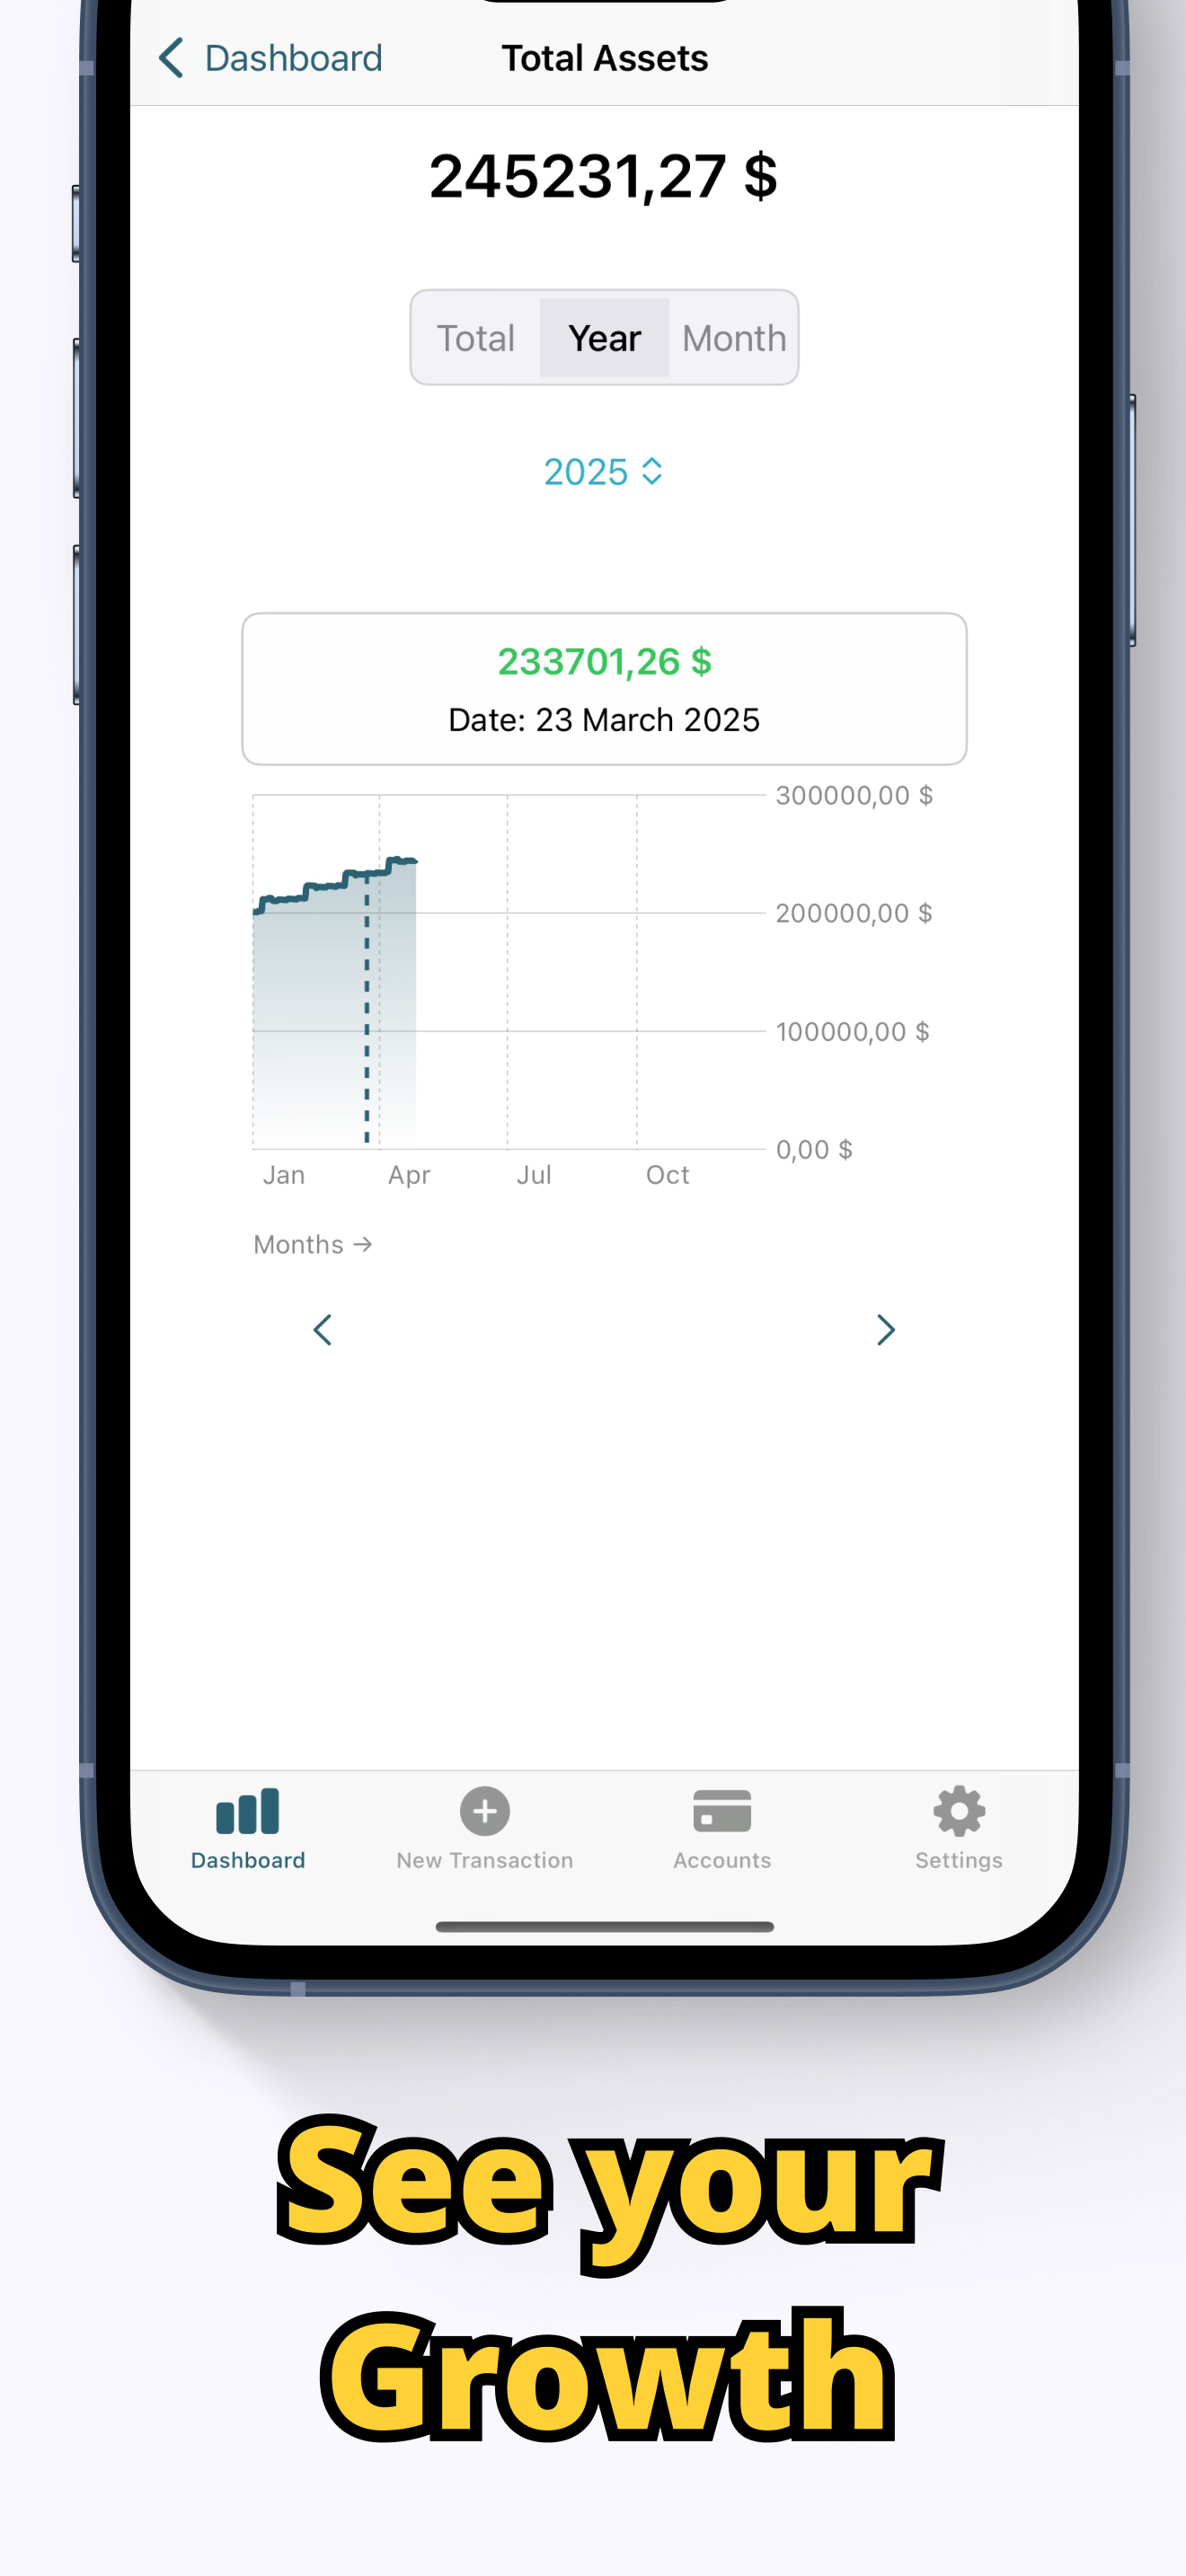 Dashboard Total Assets
245231,27 $
Total Year Month
2025
233701,26 $
Date: 23 March 2025
300000,00 $
200000,00 $
100000,00 $
0,00 $
Jan Apr Jul Oct
Months →
Dashboard New Transaction Accounts Settings
See your
Growth